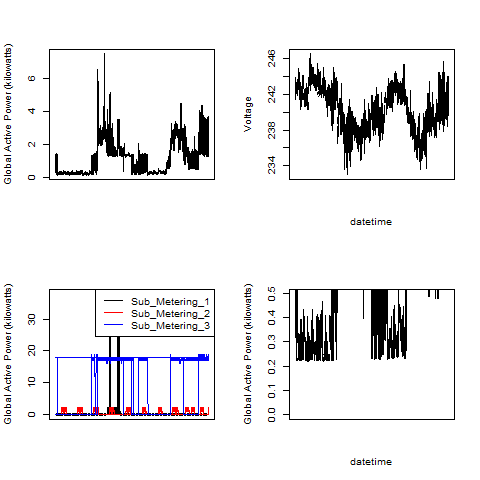 Global Active Power (kilowatts)
0 2 4 6
Voltage
234 238 242 246
datetime
Global Active Power (kilowatts)
0 10 20 30
Sub_Metering_1
Sub_Metering_2
Sub_Metering_3
Global Active Power (kilowatts)
0.0 0.1 0.2 0.3 0.4 0.5
datetime